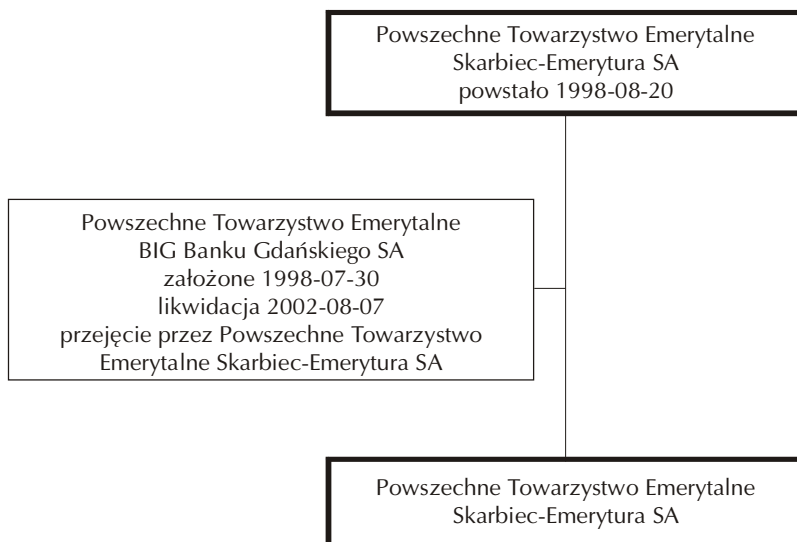 Powszechne Towarzystwo Emerytalne
Skarbiec-Emerytura SA
powstało 1998-08-20
Powszechne Towarzystwo Emerytalne
BIG Banku Gdańskiego SA
założone 1998-07-30
likwidacja 2002-08-07
przejęcie przez Powszechne Towarzystwo
Emerytalne Skarbiec-Emerytura SA
Powszechne Towarzystwo Emerytalne
Skarbiec-Emerytura SA